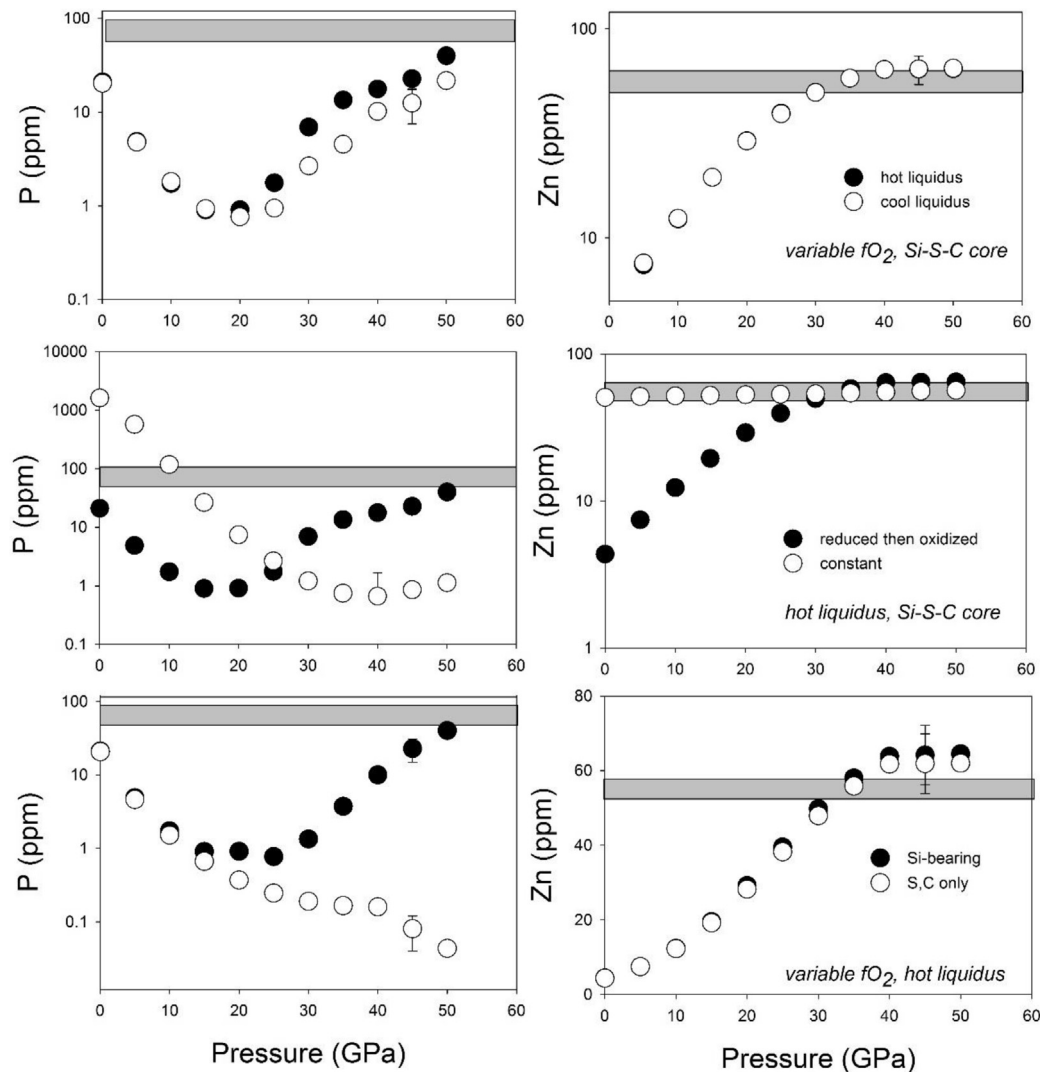 100
10
1
0.1
P (ppm)
0 10 20 30 40 50 60
100
10
Zn (ppm)
hot liquidus
cool liquidus
variable fO2, Si-S-C core
0 10 20 30 40 50 60
10000
1000
100
10
1
0.1
P (ppm)
0 10 20 30 40 50 60
100
10
1
Zn (ppm)
reduced then oxidized
constant
hot liquidus, Si-S-C core
0 10 20 30 40 50 60
100
10
1
0.1
P (ppm)
0 10 20 30 40 50 60
Pressure (GPa)
80
60
40
20
0
Zn (ppm)
Si-bearing
S,C only
variable fO2, hot liquidus
0 10 20 30 40 50 60
Pressure (GPa)